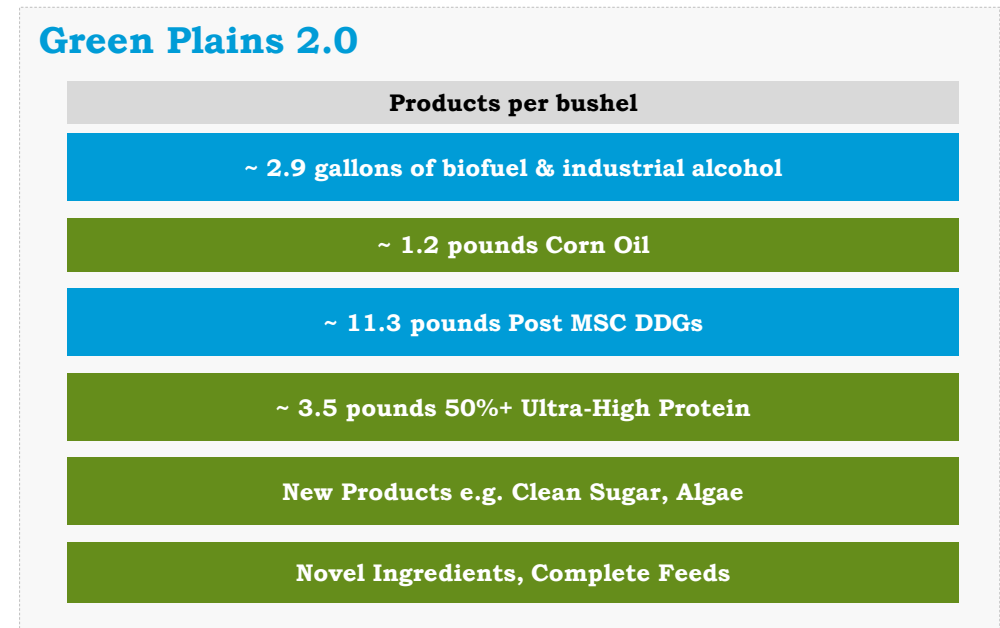 Green Plains 2.0
Products per bushel
~ 2.9 gallons of biofuel & industrial alcohol
~ 1.2 pounds Corn Oil
~ 11.3 pounds Post MSC DDGs
~ 3.5 pounds 50%+ Ultra-High Protein
New Products e.g. Clean Sugar, Algae
Novel Ingredients, Complete Feeds